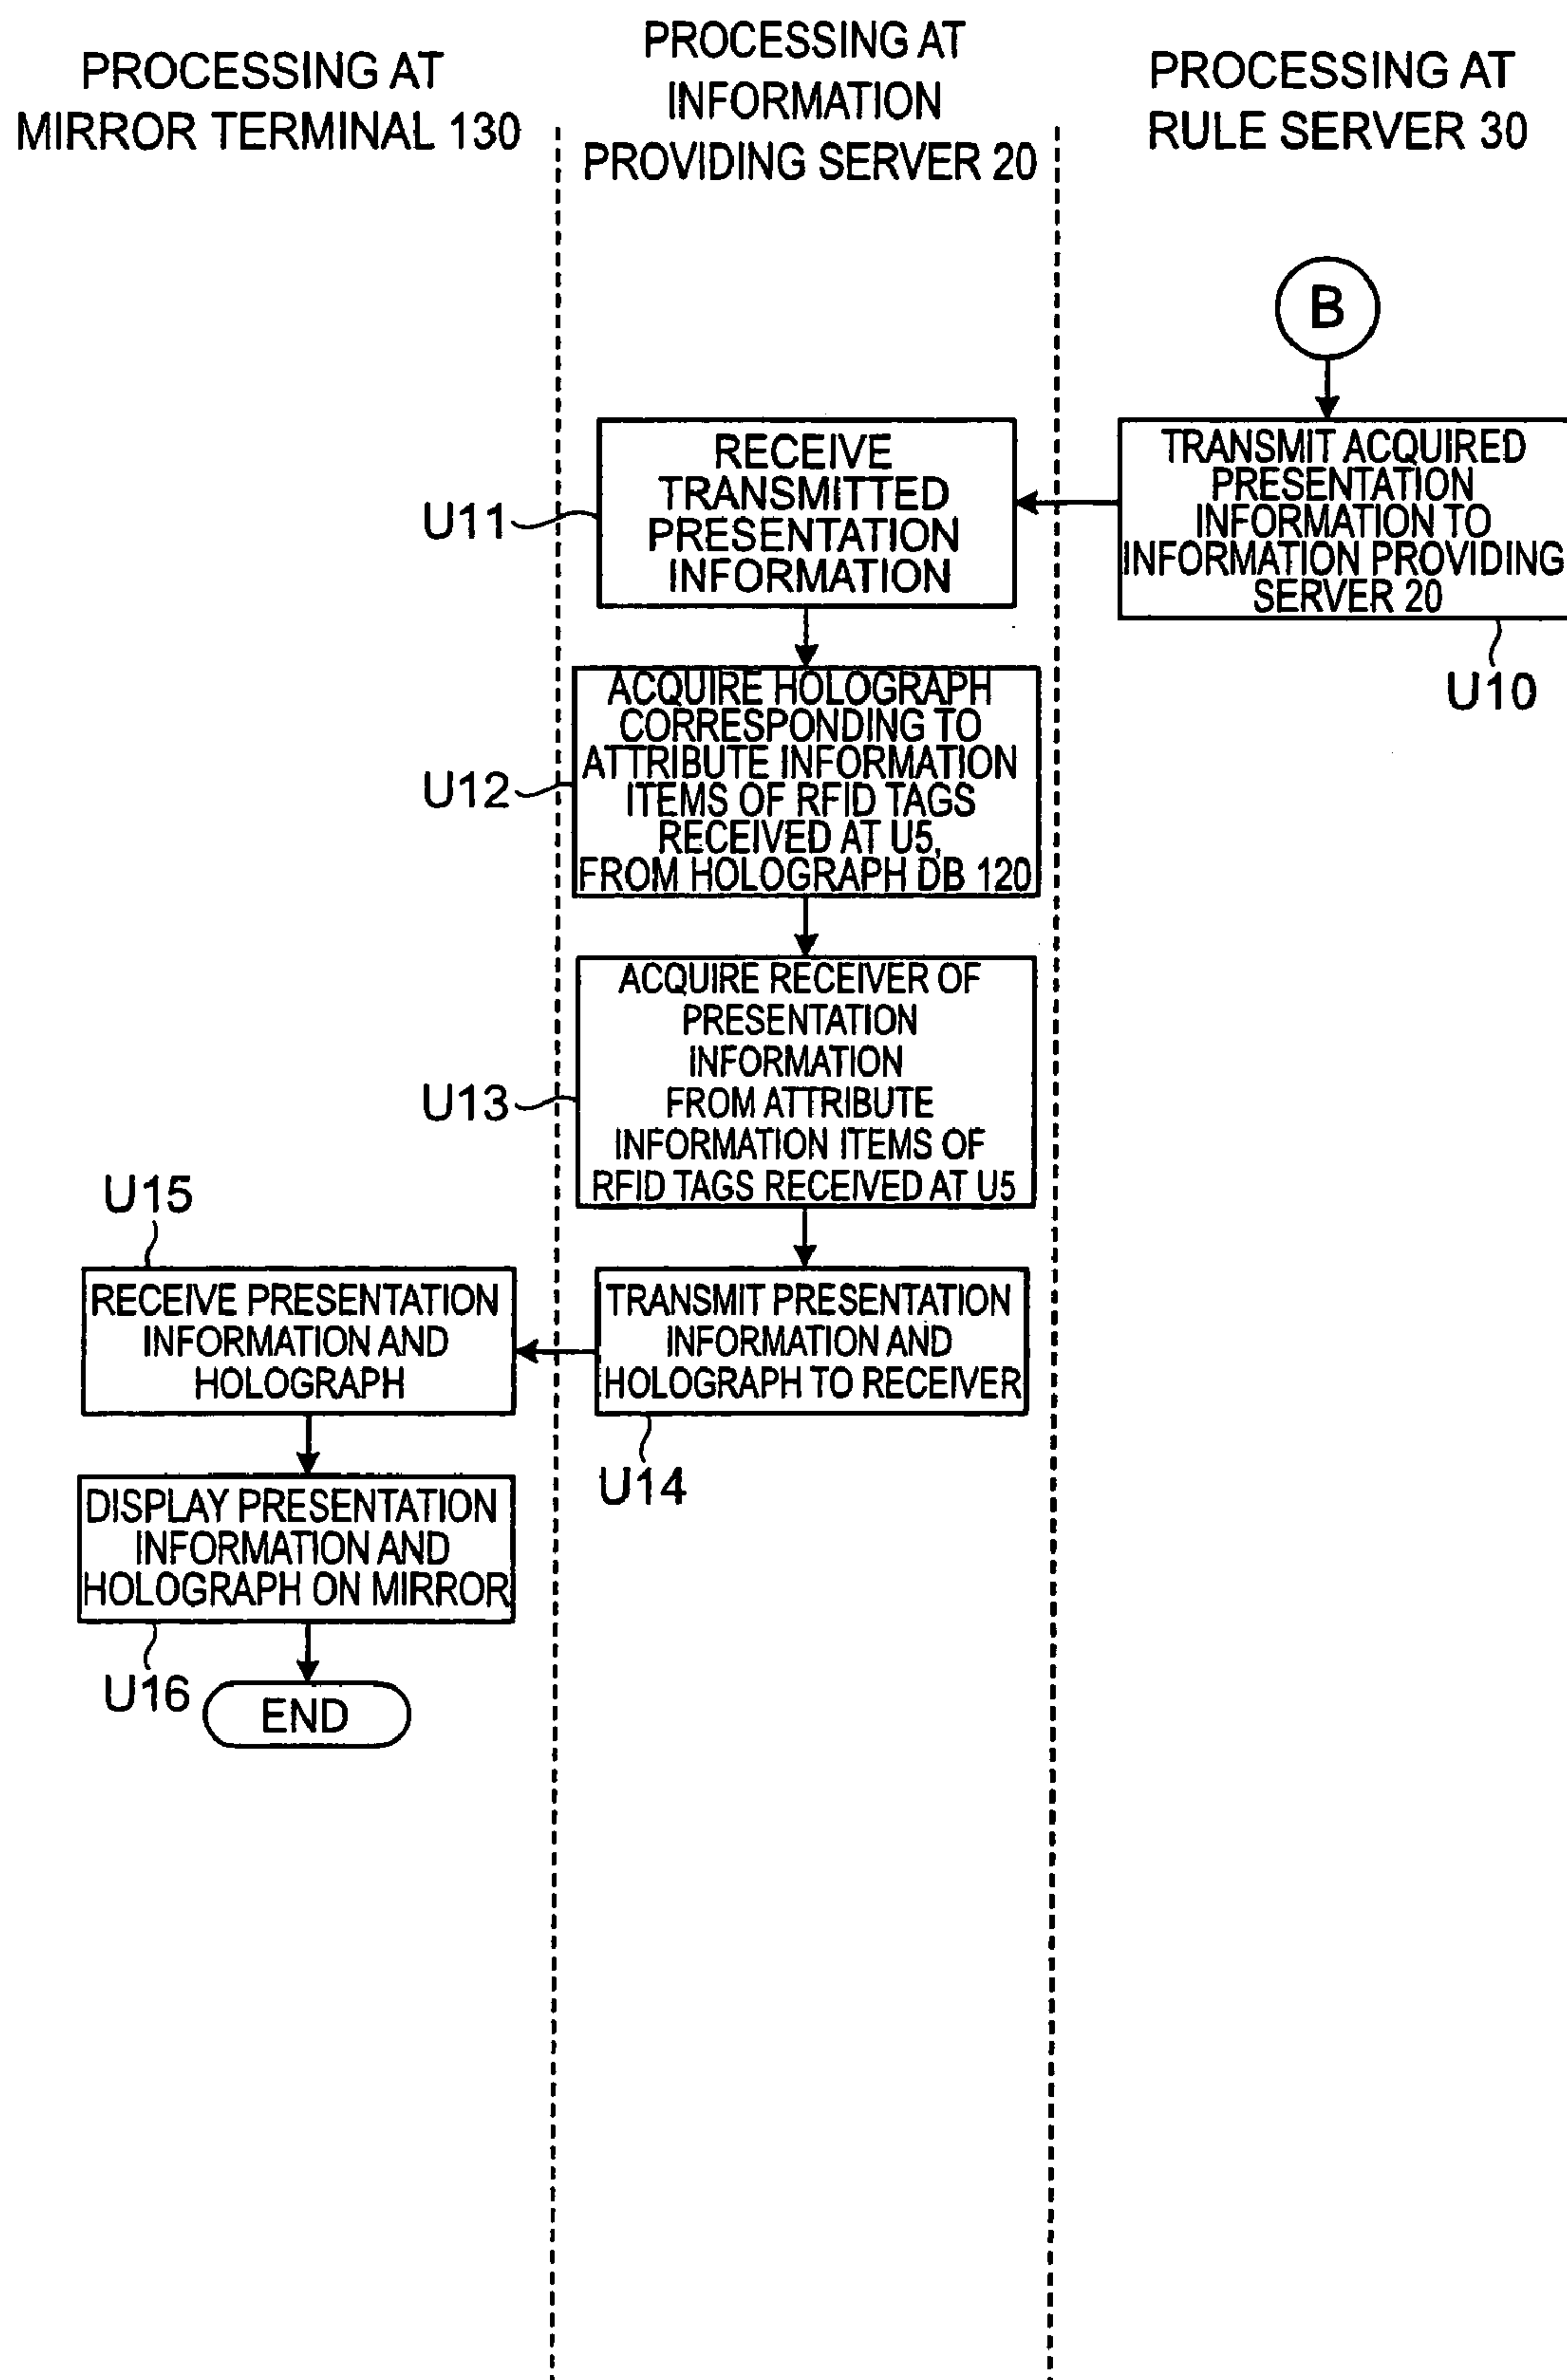 PROCESSING AT
MIRROR TERMINAL 130
PROCESSING AT
INFORMATION
PROVIDING SERVER 20
PROCESSING AT
RULE SERVER 30
B
TRANSMIT ACQUIRED
PRESENTATION
INFORMATION TO
INFORMATION PROVIDING
SERVER 20
U10
RECEIVE
TRANSMITTED
PRESENTATION
INFORMATION
U11
ACQUIRE HOLOGRAPH
CORRESPONDING TO
ATTRIBUTE INFORMATION
ITEMS OF RFID TAGS
RECEIVED AT U5,
FROM HOLOGRAPH DB 120
U12
ACQUIRE RECEIVER OF
PRESENTATION
INFORMATION
FROM ATTRIBUTE
INFORMATION ITEMS OF
RFID TAGS RECEIVED AT U5
U13
TRANSMIT PRESENTATION
INFORMATION AND
HOLOGRAPH TO RECEIVER
U14
U15
RECEIVE PRESENTATION
INFORMATION AND
HOLOGRAPH
DISPLAY PRESENTATION
INFORMATION AND
HOLOGRAPH ON MIRROR
U16
END